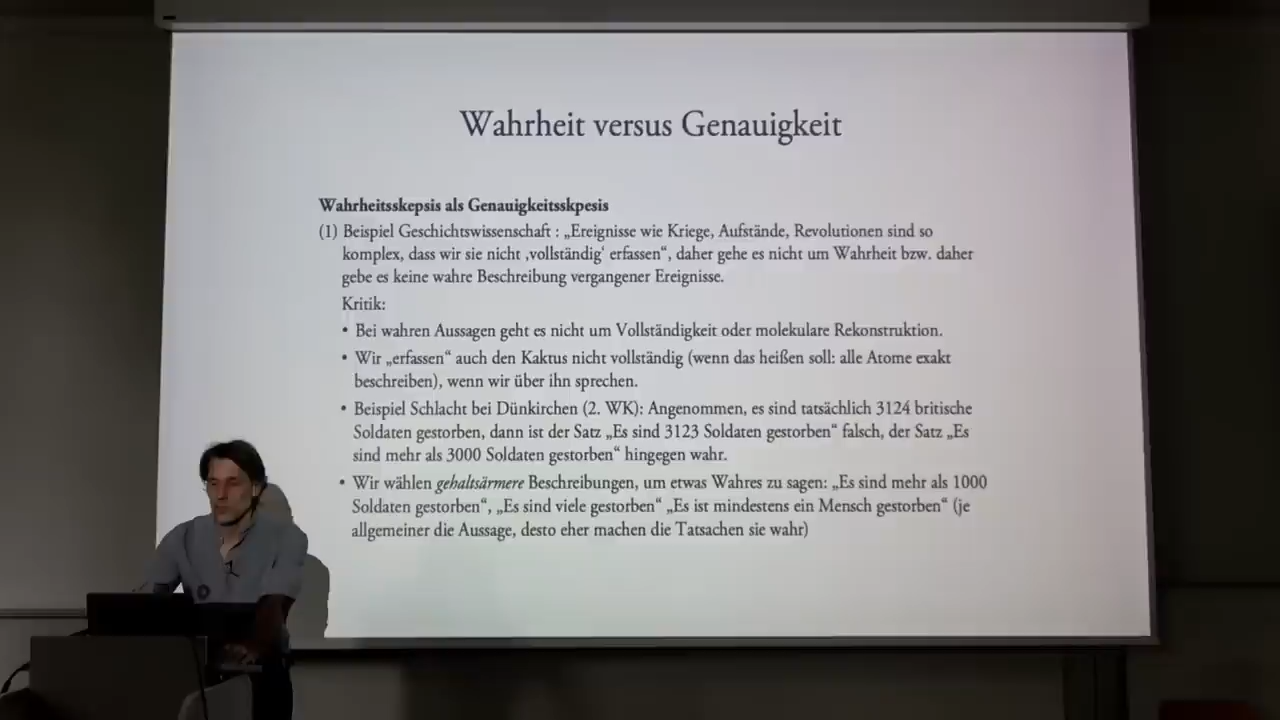 Wahrheit versus Genauigkeit
Wahrheitsskepsis als Genauigkeitsskpesis
(1) Beispiel Geschichtswissenschaft : „Ereignisse wie Kriege, Aufstände, Revolutionen sind so
komplex, dass wir sie nicht ‚vollständig‘ erfassen“, daher gehe es nicht um Wahrheit bzw. daher
gebe es keine wahre Beschreibung vergangener Ereignisse.
Kritik:
• Bei wahren Aussagen geht es nicht um Vollständigkeit oder molekulare Rekonstruktion.
• Wir „erfassen“ auch den Kaktus nicht vollständig (wenn das heißen soll: alle Atome exakt
beschreiben), wenn wir über ihn sprechen.
• Beispiel Schlacht bei Dünkirchen (2. WK): Angenommen, es sind tatsächlich 3124 britische
Soldaten gestorben, dann ist der Satz „Es sind 3123 Soldaten gestorben“ falsch, der Satz „Es
sind mehr als 3000 Soldaten gestorben“ hingegen wahr.
• Wir wählen gehaltsärmere Beschreibungen, um etwas Wahres zu sagen: „Es sind mehr als 1000
Soldaten gestorben“, „Es sind viele gestorben“ „Es ist mindestens ein Mensch gestorben“ (je
allgemeiner die Aussage, desto eher machen die Tatsachen sie wahr)